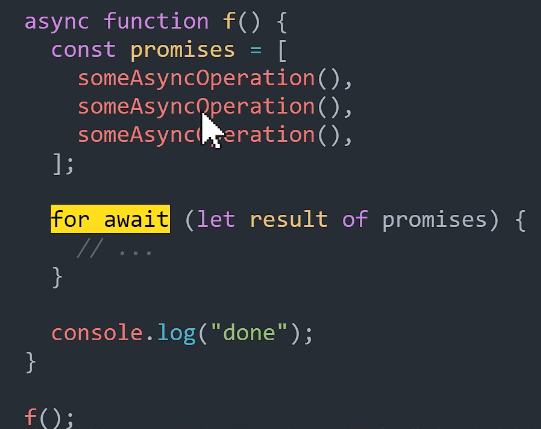 async function f() {
const promises = [
someAsyncOperation(),
someAsyncOperation(),
someAsyncOperation(),
];
for await (let result of promises) {
// ...
}
console.log("done");
}
f();